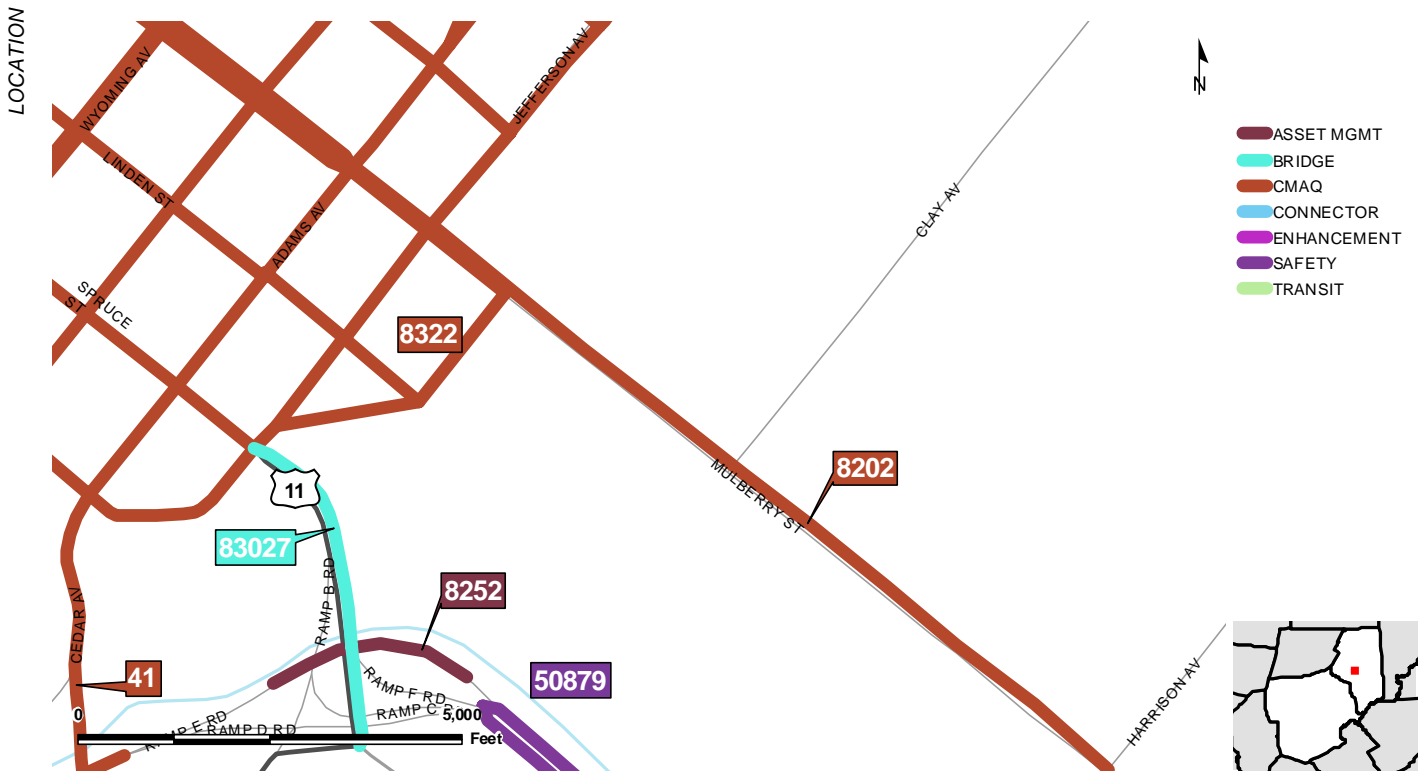 LOCATION
WYOMING AV
JEFFERSON AV
N
ASSET MGMT
BRIDGE
CMAQ
CONNECTOR
ENHANCEMENT
SAFETY
TRANSIT
LINDEN ST
CLAY AV
ADAMS AV
SPRUCE
ST
8322
8202
MULBERRY ST
11
83027
RAMP B RD
8252
CEDAR AV
41
50879
RAMP F RD
RAMP C
RAMP E RD
RAMP D RD
HARRISON AV
0
5,000
Feet